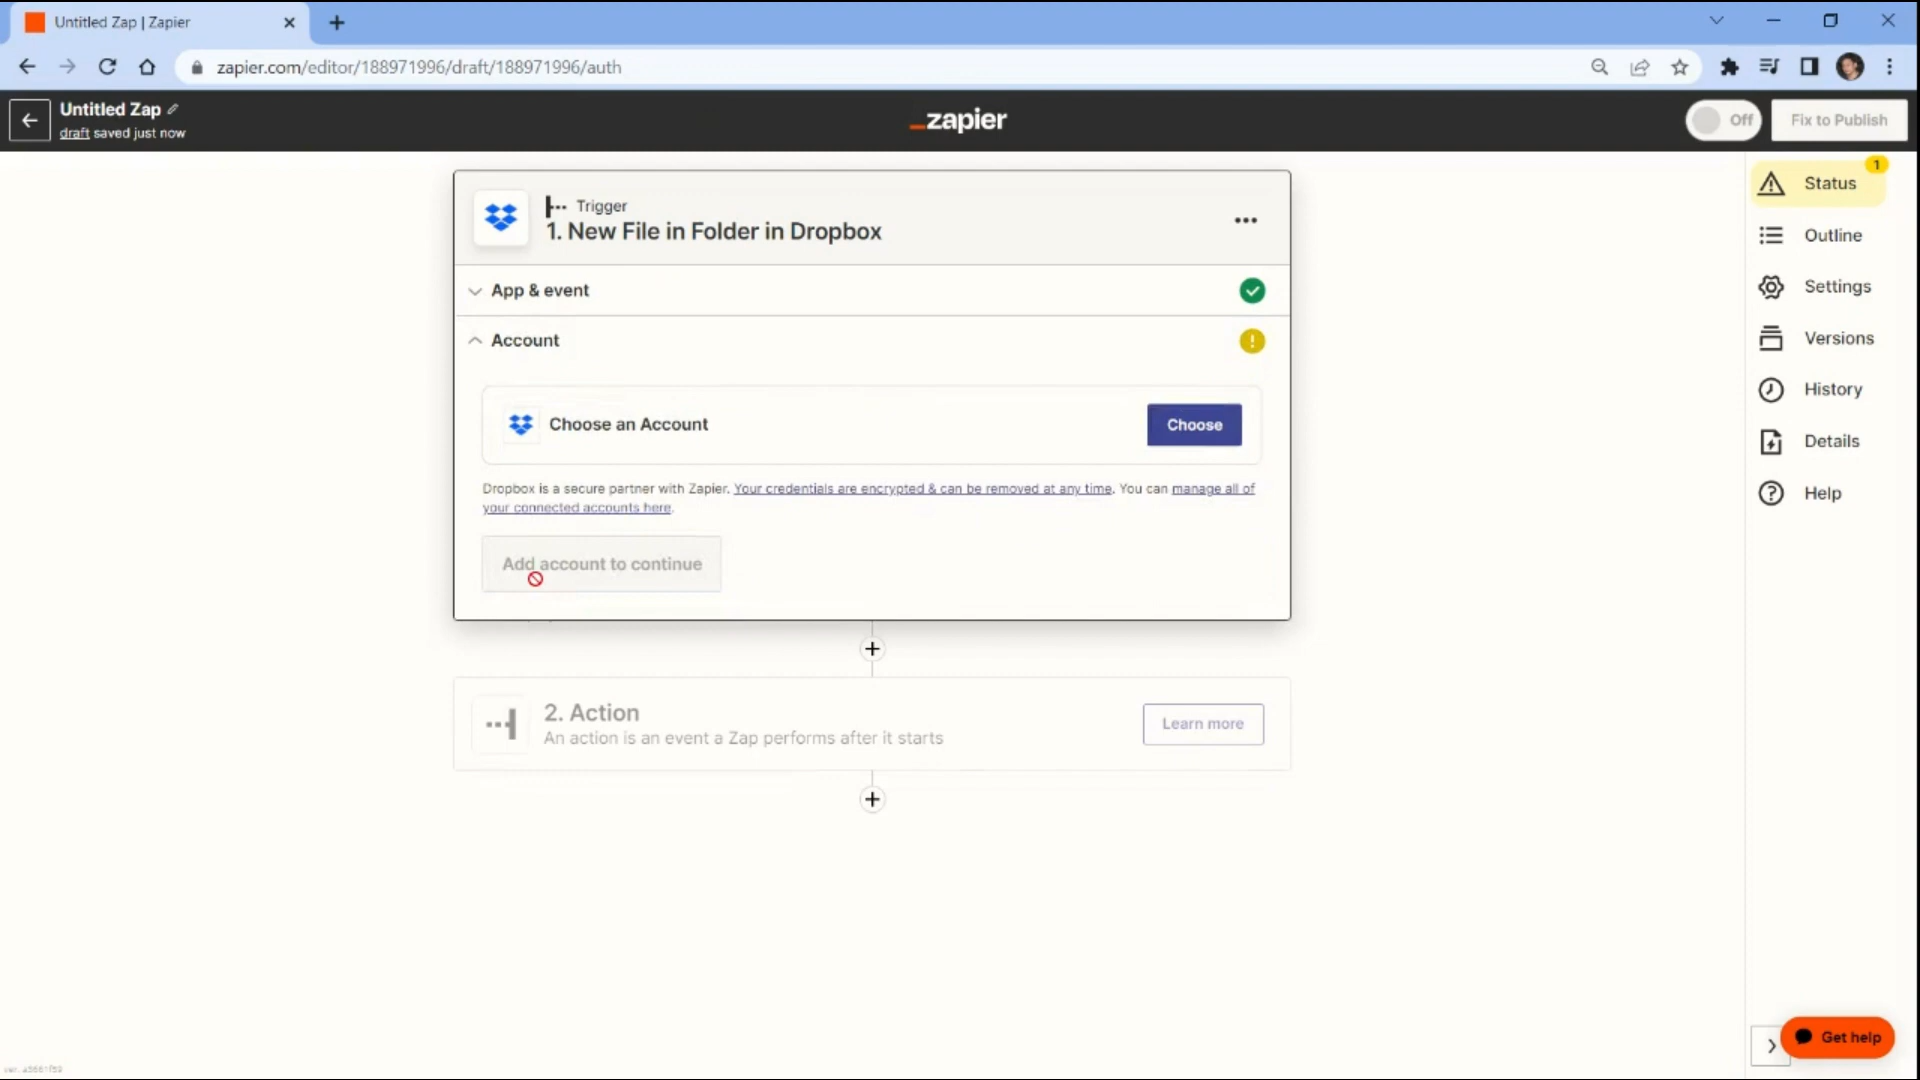 Untitled Zap | Zapier
zapier.com/editor/188971996/draft/188971996/auth
Untitled Zap
draft saved just now
_zapier
Off
Fix to Publish
Trigger
1. New File in Folder in Dropbox
App & event
Account
Choose an Account
Choose
Dropbox is a secure partner with Zapier. Your credentials are encrypted & can be removed at any time. You can manage all of
your connected accounts here.
Add account to continue
2. Action
An action is an event a Zap performs after it starts
Learn more
1
Status
Outline
Settings
Versions
History
Details
Help
Get help